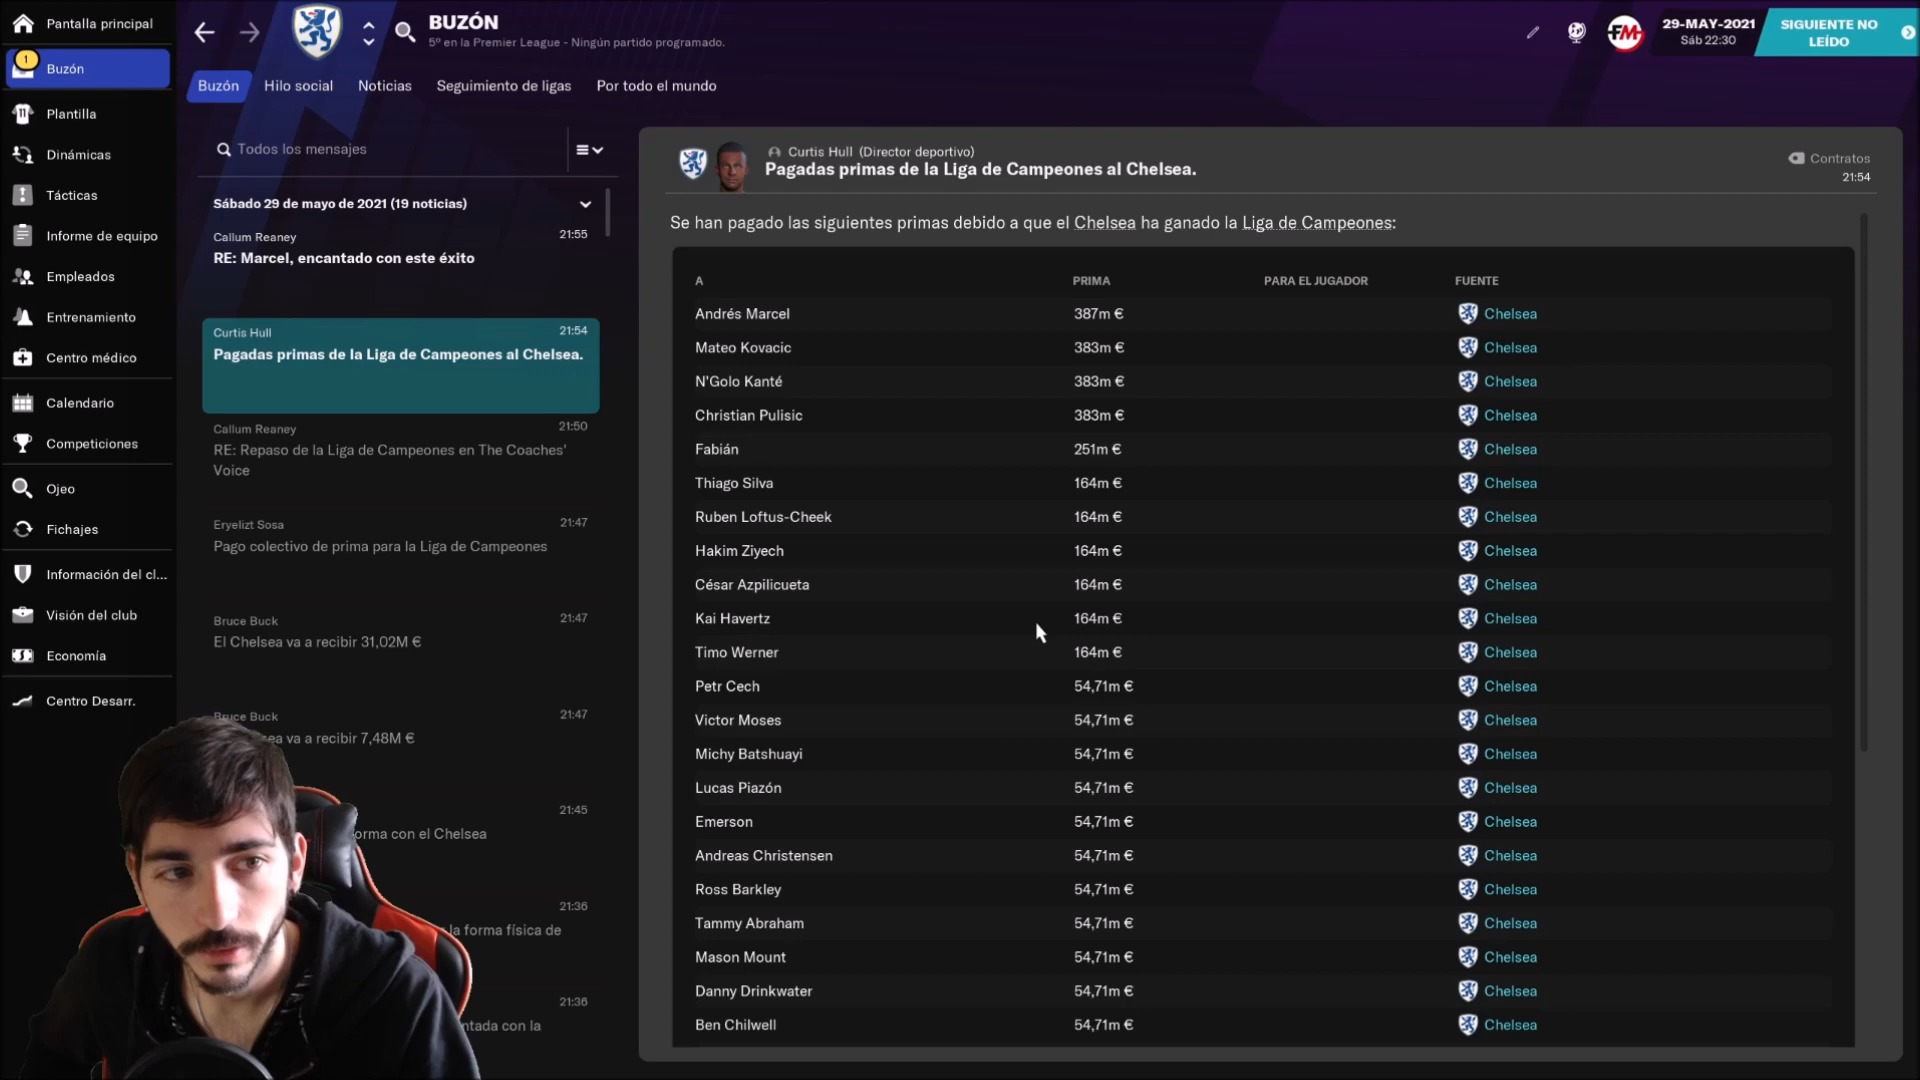 Pantalla principal
Buzón
1
Plantilla
Dinámicas
Tácticas
Informe de equipo
Empleados
Entrenamiento
Centro médico
Calendario
Competiciones
Ojeo
Fichajes
Información del cl...
Visión del club
Economía
Centro Desarr.
BUZÓN
5º en la Premier League - Ningún partido programado.
FM
29-MAY-2021
Sáb 22:30
SIGUIENTE NO
LEÍDO
Buzón
Hilo social
Noticias
Seguimiento de ligas
Por todo el mundo
Todos los mensajes
Sábado 29 de mayo de 2021 (19 noticias)
Callum Reaney
21:55
RE: Marcel, encantado con este éxito
Curtis Hull
21:54
Pagadas primas de la Liga de Campeones al Chelsea.
Callum Reaney
21:50
RE: Repaso de la Liga de Campeones en The Coaches'
Voice
Eryelizt Sosa
21:47
Pago colectivo de prima para la Liga de Campeones
Bruce Buck
21:47
El Chelsea va a recibir 31,02M €
Bruce Buck
21:47
sea va a recibir 7,48M €
21:45
orma con el Chelsea
21:36
la forma física de
21:36
ntada con la
Curtis Hull (Director deportivo)
Pagadas primas de la Liga de Campeones al Chelsea.
Contratos
21:54
Se han pagado las siguientes primas debido a que el Chelsea ha ganado la Liga de Campeones:
A PRIMA PARA EL JUGADOR FUENTE
Andrés Marcel 387m € Chelsea
Mateo Kovacic 383m € Chelsea
N'Golo Kanté 383m € Chelsea
Christian Pulisic 383m € Chelsea
Fabián 251m € Chelsea
Thiago Silva 164m € Chelsea
Ruben Loftus-Cheek 164m € Chelsea
Hakim Ziyech 164m € Chelsea
César Azpilicueta 164m € Chelsea
Kai Havertz 164m € Chelsea
Timo Werner 164m € Chelsea
Petr Cech 54,71m € Chelsea
Victor Moses 54,71m € Chelsea
Michy Batshuayi 54,71m € Chelsea
Lucas Piazón 54,71m € Chelsea
Emerson 54,71m € Chelsea
Andreas Christensen 54,71m € Chelsea
Ross Barkley 54,71m € Chelsea
Tammy Abraham 54,71m € Chelsea
Mason Mount 54,71m € Chelsea
Danny Drinkwater 54,71m € Chelsea
Ben Chilwell 54,71m € Chelsea